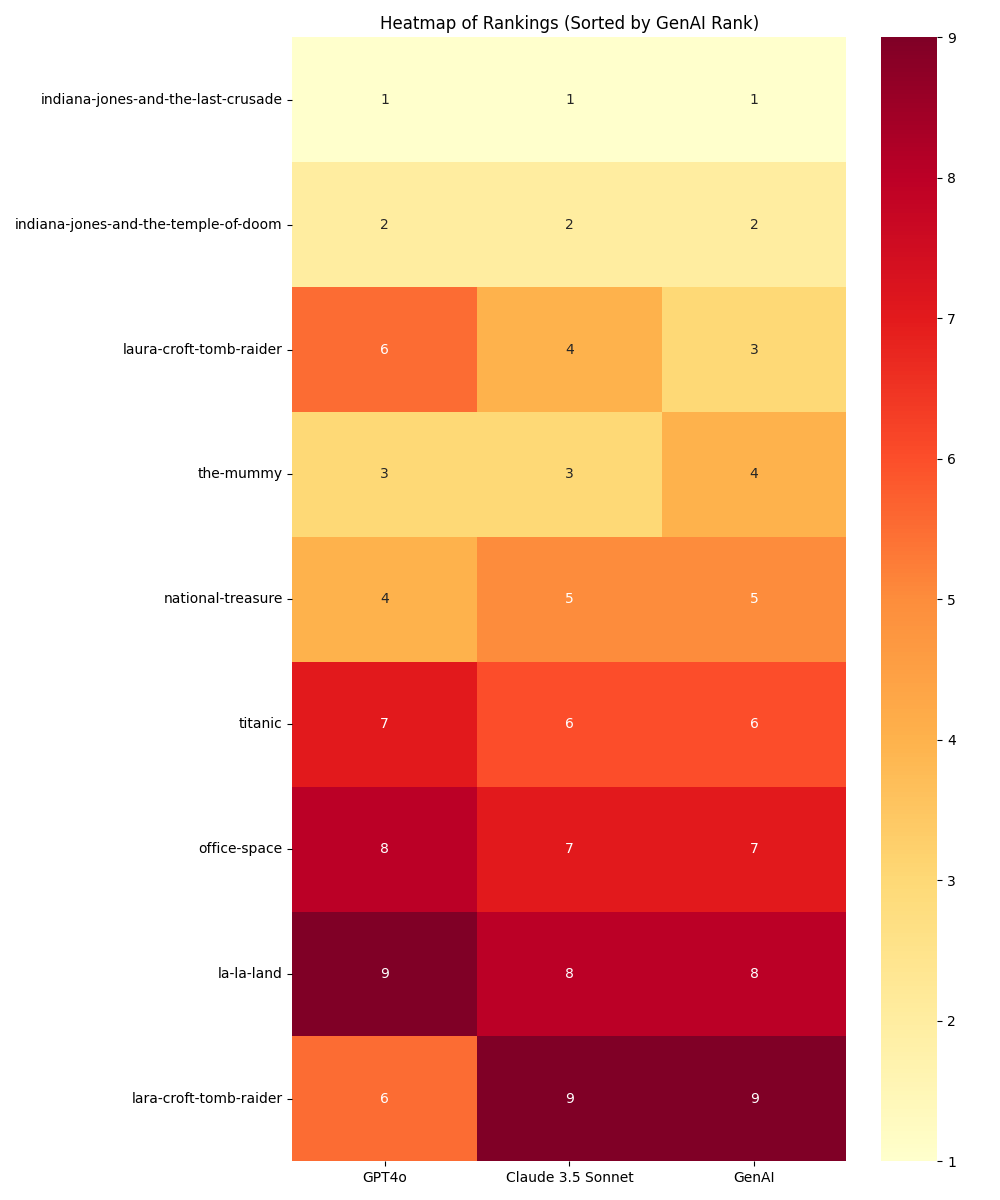 Heatmap of Rankings (Sorted by GenAI Rank)
indiana-jones-and-the-last-crusade 1 1 1
indiana-jones-and-the-temple-of-doom 2 2 2
laura-croft-tomb-raider 6 4 3
the-mummy 3 3 4
national-treasure 4 5 5
titanic 7 6 6
office-space 8 7 7
la-la-land 9 8 8
lara-croft-tomb-raider 6 9 9
GPT4o Claude 3.5 Sonnet GenAI
9
8
7
6
5
4
3
2
1